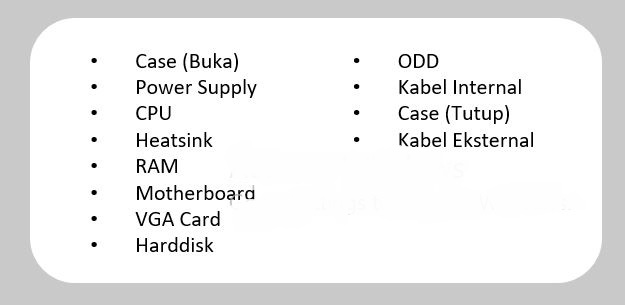 Case (Buka)
Power Supply
CPU
Heatsink
RAM
Motherboard
VGA Card
Harddisk
ODD
Kabel Internal
Case (Tutup)
Kabel Eksternal